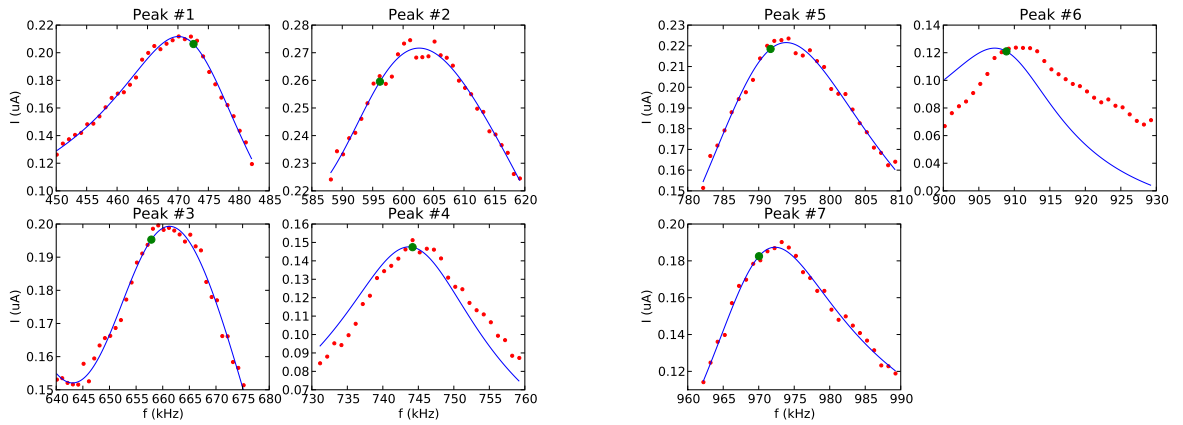 Peak #1
0.22
0.20
0.18
0.16
0.14
0.12
0.10
I (uA)
450 455 460 465 470 475 480 485
Peak #2
0.28
0.27
0.26
0.25
0.24
0.23
0.22
585 590 595 600 605 610 615 620
Peak #5
0.23
0.22
0.21
0.20
0.19
0.18
0.17
0.16
0.15
I (uA)
780 785 790 795 800 805 810
Peak #6
0.14
0.12
0.10
0.08
0.06
0.04
0.02
900 905 910 915 920 925 930
Peak #3
0.20
0.19
0.18
0.17
0.16
0.15
I (uA)
640 645 650 655 660 665 670 675 680
f (kHz)
Peak #4
0.16
0.15
0.14
0.13
0.12
0.11
0.10
0.09
0.08
0.07
730 735 740 745 750 755 760
f (kHz)
Peak #7
0.20
0.18
0.16
0.14
0.12
I (uA)
960 965 970 975 980 985 990
f (kHz)